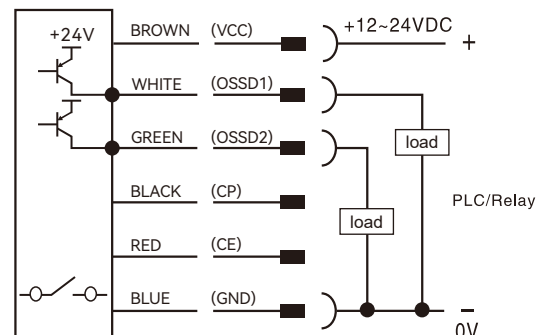 +24V
BROWN (VCC) +12~24VDC +
WHITE (OSSD1)
GREEN (OSSD2) load
BLACK (CP) PLC/Relay
load
RED (CE)
BLUE (GND) −
0V